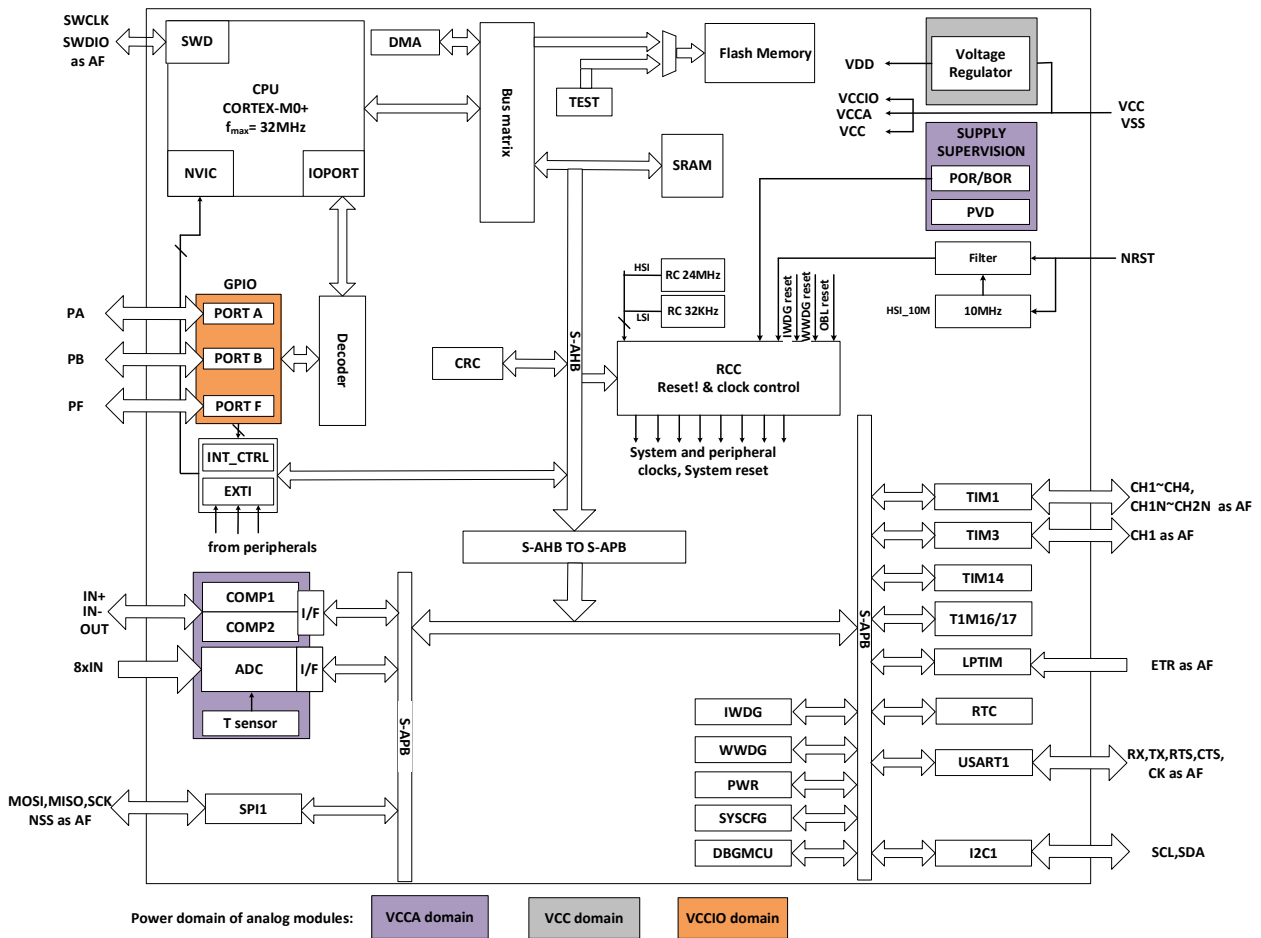 SWCLK
SWDIO
as AF
SWD
CPU
CORTEX-M0+
fmax= 32MHz
NVIC
IOPORT
DMA
Bus matrix
Flash Memory
TEST
SRAM
Voltage
Regulator
VDD
VCCIO
VCCA
VCC
VCC
VSS
SUPPLY
SUPERVISION
POR/BOR
PVD
Filter
NRST
HSI_10M
10MHz
HSI
RC 24MHz
LSI
RC 32KHz
IWDG reset
WWDG reset
OBL reset
RCC
Reset! & clock control
System and peripheral
clocks, System reset
GPIO
PA
PORT A
PB
PORT B
PF
PORT F
Decoder
CRC
S-AHB
INT_CTRL
EXTI
from peripherals
S-AHB TO S-APB
IN+
IN-
OUT
COMP1
COMP2
I/F
8xIN
ADC
I/F
T sensor
S-APB
MOSI,MISO,SCK
NSS as AF
SPI1
S-APB
TIM1
CH1~CH4,
CH1N~CH2N as AF
TIM3
CH1 as AF
TIM14
T1M16/17
LPTIM
ETR as AF
IWDG
RTC
WWDG
USART1
RX,TX,RTS,CTS,
CK as AF
PWR
SYSCFG
DBGMCU
I2C1
SCL,SDA
Power domain of analog modules:
VCCA domain
VCC domain
VCCIO domain